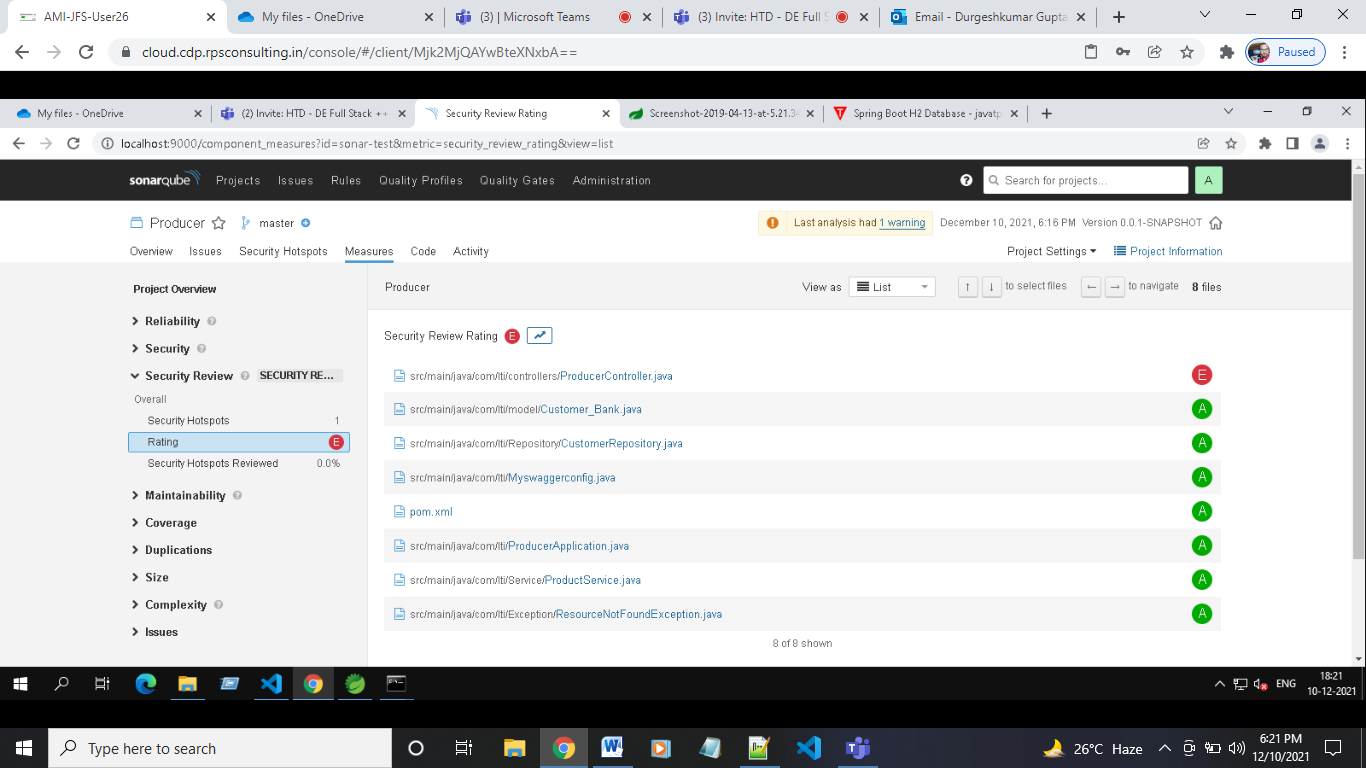 AMI-JFS-User26
My files - OneDrive
(3) | Microsoft Teams
(3) Invite: HTD - DE Full S
Email - Durgeshkumar Gupta
cloud.cdp.rpsconsulting.in/console/#/client/Mjk2MjQAYwBteXNxbA==
Paused
My files - OneDrive
(2) Invite: HTD - DE Full Stack ++
Security Review Rating
Screenshot-2019-04-13-at-5.21.34
Spring Boot H2 Database - javatp
localhost:9000/component_measures?id=sonar-test&metric=security_review_rating&view=list
sonarqube Projects Issues Rules Quality Profiles Quality Gates Administration
? Search for projects... A
Producer master
Last analysis had 1 warning December 10, 2021, 6:16 PM Version 0.0.1-SNAPSHOT
Overview Issues Security Hotspots Measures Code Activity
Project Settings Project Information
Project Overview
Reliability ?
Security ?
Security Review ? SECURITY RE...
Overall
Security Hotspots 1
Rating E
Security Hotspots Reviewed 0.0%
Maintainability ?
Coverage
Duplications
Size
Complexity ?
Issues
Producer View as List ↑ ↓ to select files ← → to navigate 8 files
Security Review Rating E
src/main/java/com/lti/controllers/ProducerController.java E
src/main/java/com/lti/model/Customer_Bank.java A
src/main/java/com/lti/Repository/CustomerRepository.java A
src/main/java/com/lti/Myswaggerconfig.java A
pom.xml A
src/main/java/com/lti/ProducerApplication.java A
src/main/java/com/lti/Service/ProductService.java A
src/main/java/com/lti/Exception/ResourceNotFoundException.java A
8 of 8 shown
ENG
18:21
10-12-2021
Type here to search
26°C Haze
6:21 PM
12/10/2021